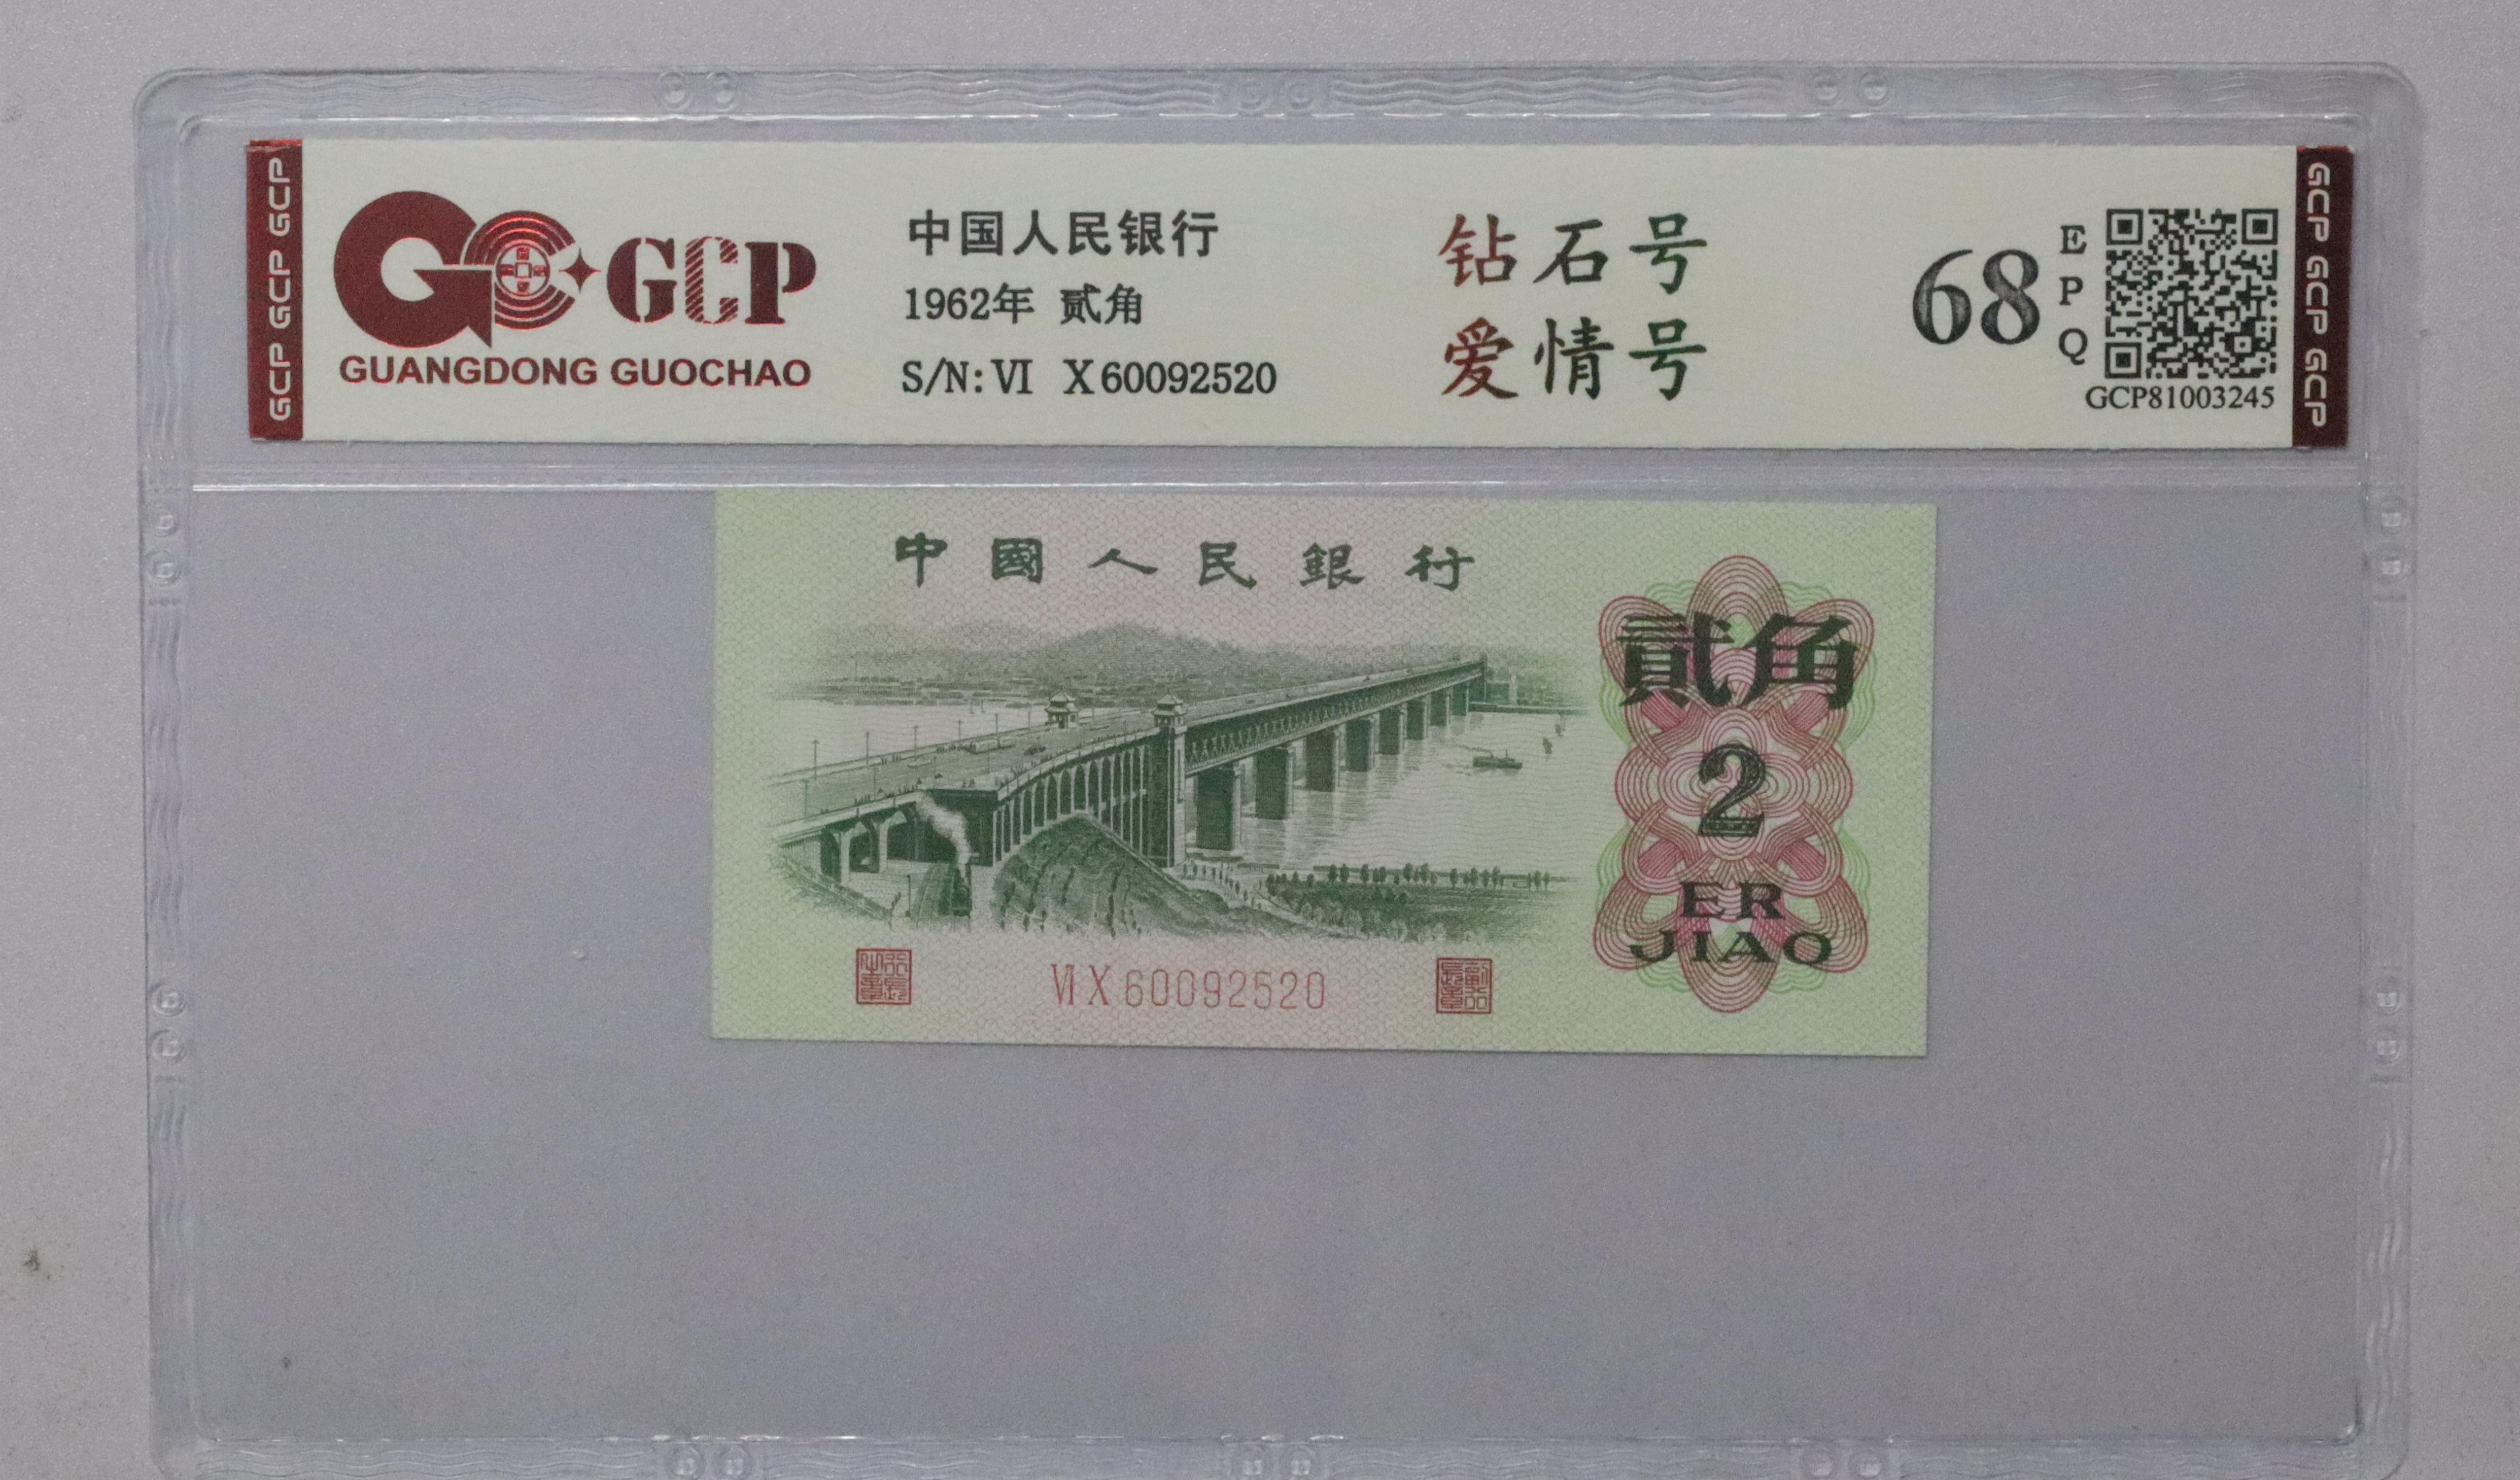 GCP GCP GCP
GCP
GUANGDONG GUOCHAO
中国人民银行
1962年 贰角
S/N: VI X60092520
钻石号
爱情号
68
EPQ
GCP81003245
GCP GCP GCP
中國人民銀行
貳角
2
ER
JIAO
VI X 60092520